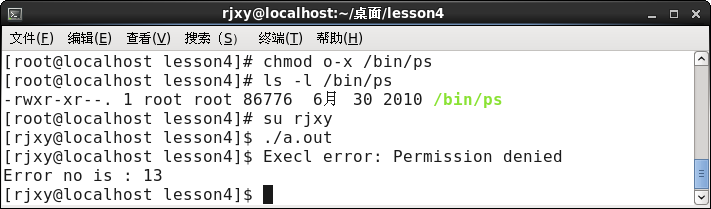 rjxy@localhost:~/桌面/lesson4
文件(F) 编辑(E) 查看(V) 搜索(S) 终端(T) 帮助(H)
[root@localhost lesson4]# chmod o-x /bin/ps
[root@localhost lesson4]# ls -l /bin/ps
-rwxr-xr--. 1 root root 86776  6月 30 2010 /bin/ps
[root@localhost lesson4]# su rjxy
[rjxy@localhost lesson4]$ ./a.out
[rjxy@localhost lesson4]$ Execl error: Permission denied
Error no is : 13
[rjxy@localhost lesson4]$